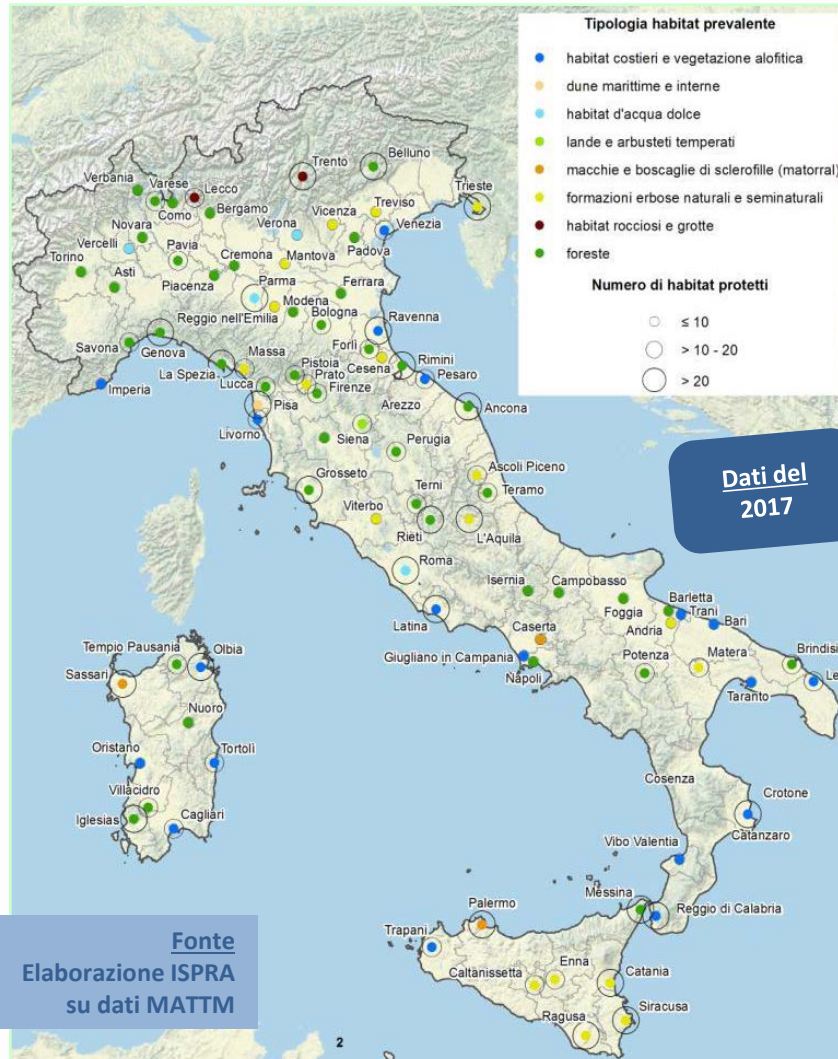 Tipologia habitat prevalente
habitat costieri e vegetazione alofitica
dune marittime e interne
habitat d'acqua dolce
lande e arbusteti temperati
macchie e boscaglie di sclerofille (matorral)
formazioni erbose naturali e seminaturali
habitat rocciosi e grotte
foreste
Numero di habitat protetti
≤ 10
> 10 - 20
> 20
Trento
Belluno
Verbania
Varese
Lecco
Trieste
Como
Bergamo
Treviso
Vicenza
Novara
Verona
Venezia
Vercelli
Pavia
Cremona
Padova
Torino
Mantova
Asti
Parma
Piacenza
Ferrara
Modena
Reggio nell'Emilia
Bologna
Ravenna
Savona
Genova
Forlì
Massa
Rimini
La Spezia
Pistoia
Cesena
Prato
Pesaro
Lucca
Firenze
Imperia
Pisa
Arezzo
Ancona
Livorno
Siena
Perugia
Grosseto
Ascoli Piceno
Terni
Teramo
Viterbo
Rieti
L'Aquila
Dati del
2017
Roma
Isernia
Campobasso
Barletta
Foggia
Trani
Latina
Caserta
Bari
Andria
Tempio Pausania
Olbia
Giugliano in Campania
Matera
Brindisi
Potenza
Napoli
Le
Sassari
Taranto
Nuoro
Oristano
Tortolì
Cosenza
Villacidro
Crotone
Iglesias
Cagliari
Catanzaro
Vibo Valentia
Palermo
Messina
Reggio di Calabria
Trapani
Fonte
Elaborazione ISPRA
su dati MATTM
Enna
Caltanissetta
Catania
Ragusa
Siracusa
2